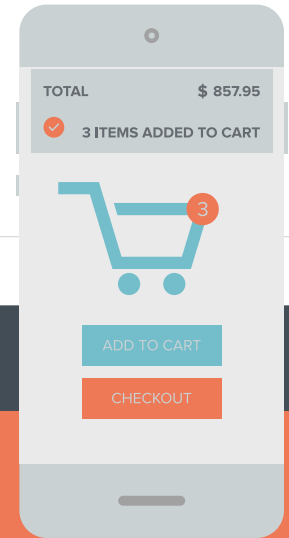 TOTAL $ 857.95
3 ITEMS ADDED TO CART
3
ADD TO CART
CHECKOUT